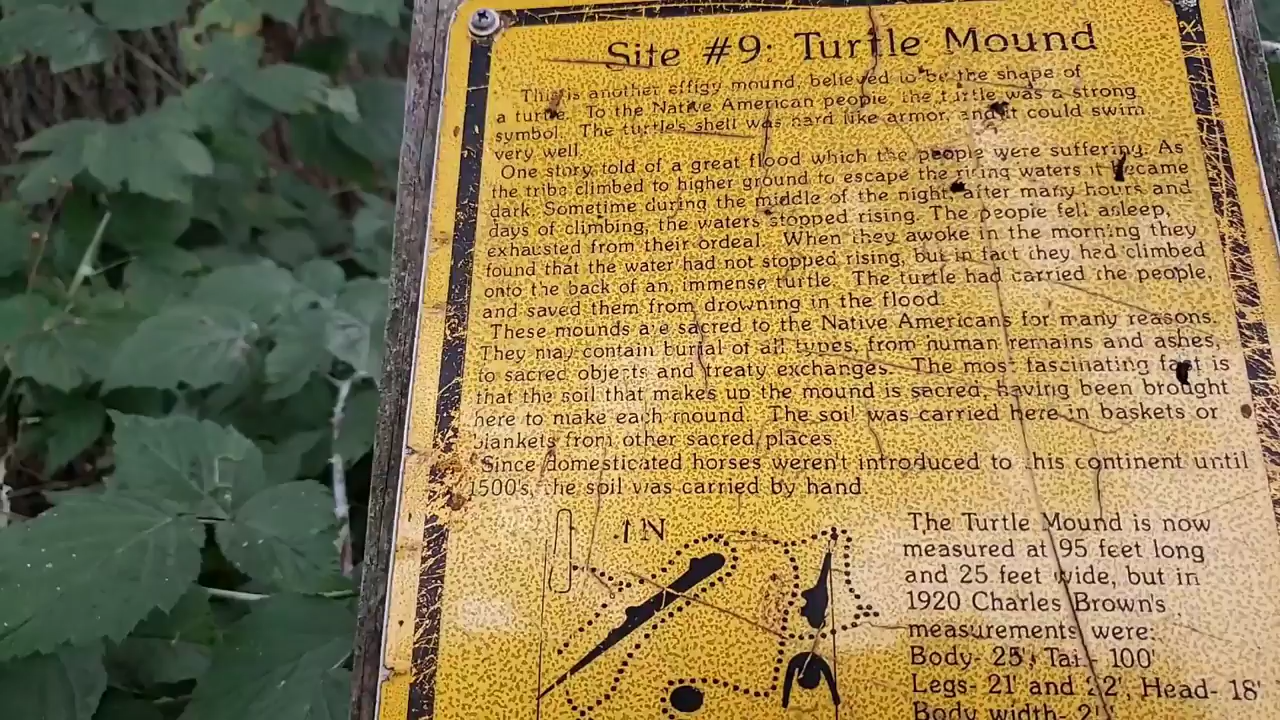 Site #9: Turtle Mound
This is another effigy mound, believed to be the shape of
a turtle. To the Native American people, the turtle was a strong
symbol. The turtle's shell was hard like armor, and it could swim
very well.
One story told of a great flood which the people were suffering. As
the tribe climbed to higher ground to escape the rising waters it became
dark. Sometime during the middle of the night, after many hours and
days of climbing, the waters stopped rising. The people fell asleep,
exhausted from their ordeal. When they awoke in the morning they
found that the water had not stopped rising, but in fact they had climbed
onto the back of an immense turtle. The turtle had carried the people,
and saved them from drowning in the flood.
These mounds are sacred to the Native Americans for many reasons.
They may contain burial of all types, from human remains and ashes,
to sacred objects and treaty exchanges. The most fascinating fact is
that the soil that makes up the mound is sacred, having been brought
here to make each mound. The soil was carried here in baskets or
blankets from other sacred places.
Since domesticated horses weren't introduced to this continent until
1500's, the soil was carried by hand
N
The Turtle Mound is now
measured at 95 feet long
and 25 feet wide, but in
1920 Charles Brown's
measurements were:
Body- 25', Tail- 100'
Legs- 21' and 22', Head- 18'
Body width-